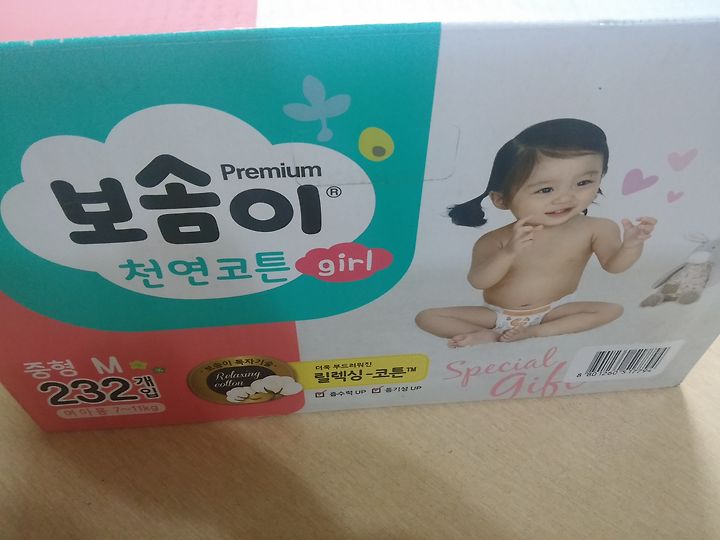 Premium
보솜이®
천연코튼 girl
중형 M
232개입
여아용 7~11kg
보솜이 독자기술
Relaxing
cotton
더욱 부드러워진
릴렉싱-코튼™
흡수력 UP 통기성 UP
Special
gift